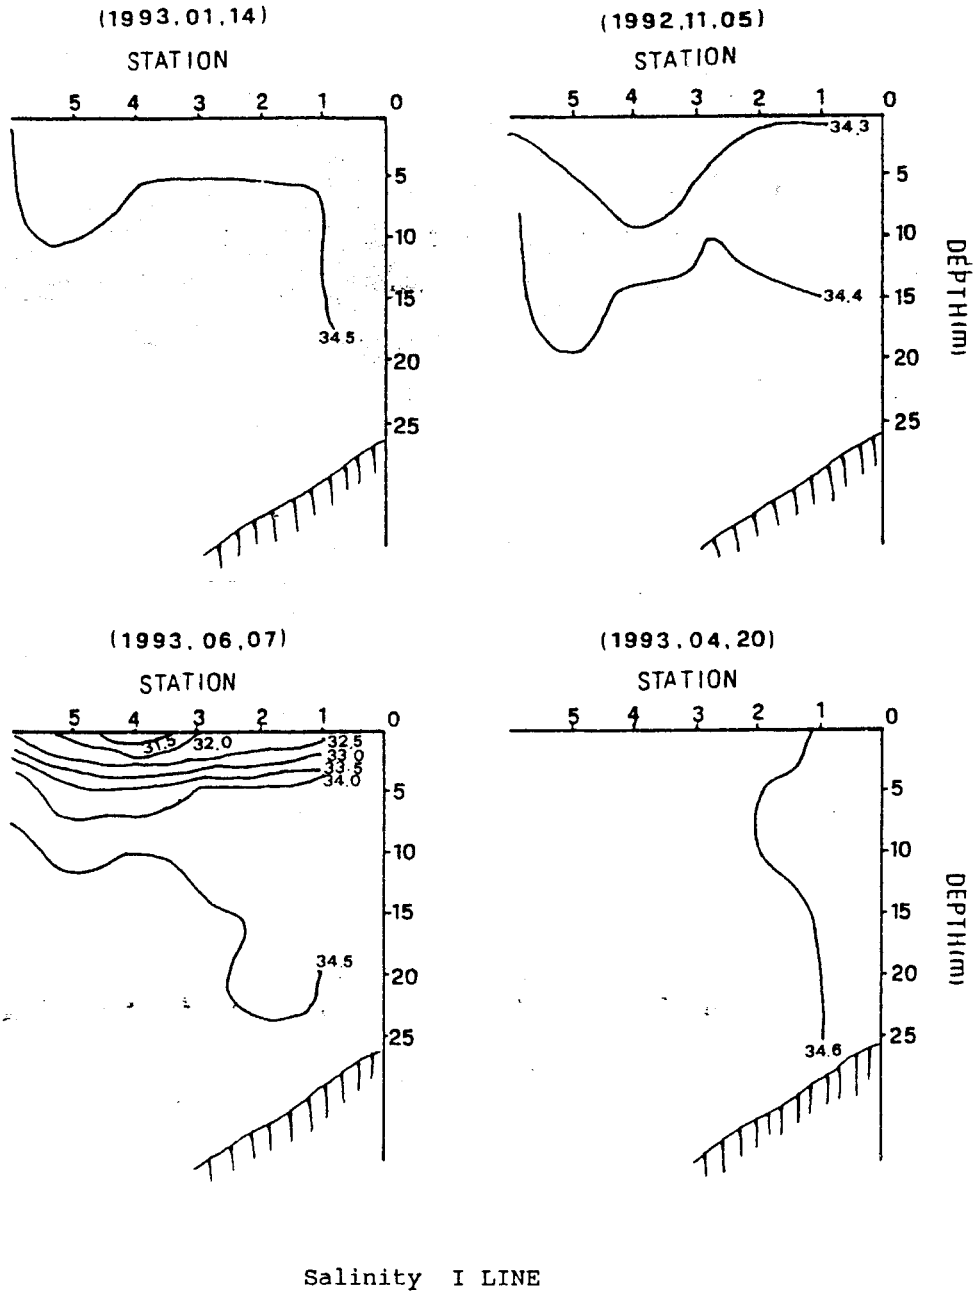 (1993.01,14)
STATION
5 4 3 2 1 0
5
10
15
20
25
34.5
(1992,11,05)
STATION
5 4 3 2 1 0
34.3
5
10
34.4
15
20
25
DEPTH(m)
(1993.06,07)
STATION
5 4 3 2 1 0
31.5 32.0 32.5
33.0
33.5
34.0
5
10
15
34.5
20
25
(1993.04,20)
STATION
5 4 3 2 1 0
5
10
15
20
25
34.6
DEPTH(m)
Salinity I LINE